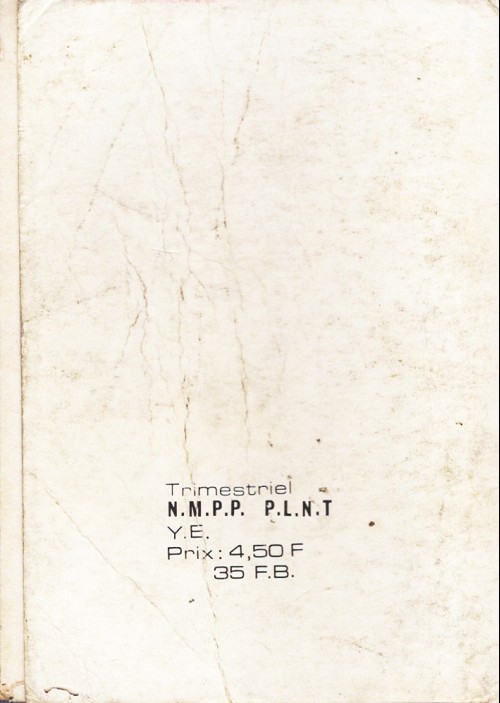 Trimestriel
N.M.P.P. P.L.N.T
Y.E.
Prix: 4,50 F
35 F.B.